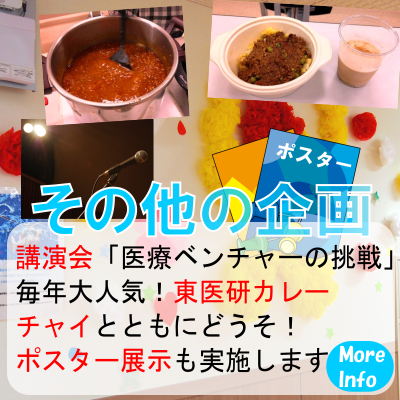 ポスター
その他の企画
講演会「医療ベンチャーの挑戦」
毎年大人気！東医研カレー
チャイとともにどうぞ！
ポスター展示も実施します
More
Info